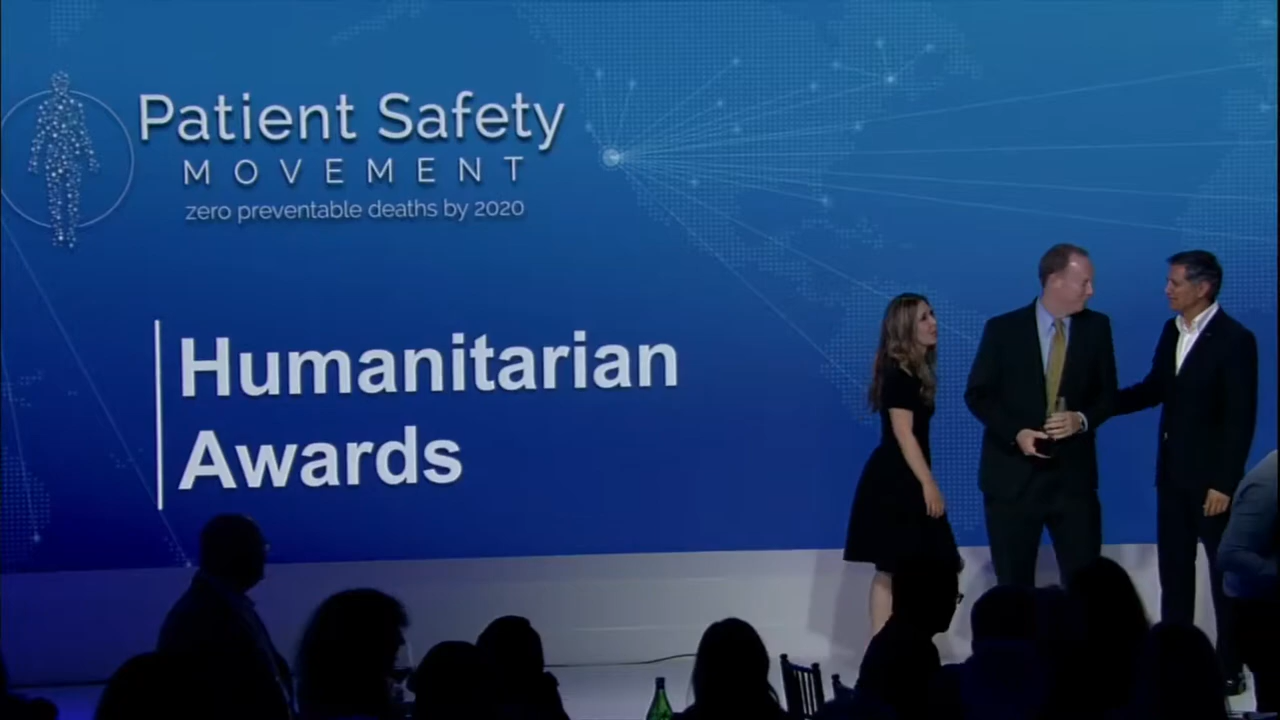 Patient Safety
MOVEMENT
zero preventable deaths by 2020
Humanitarian
Awards